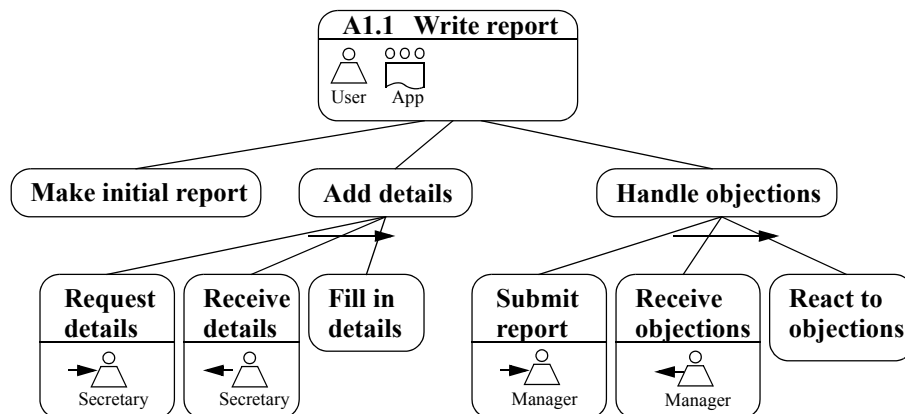 A1.1 Write report
User App
Make initial report
Add details
Handle objections
Request
details
Secretary
Receive
details
Secretary
Fill in
details
Submit
report
Manager
Receive
objections
Manager
React to
objections